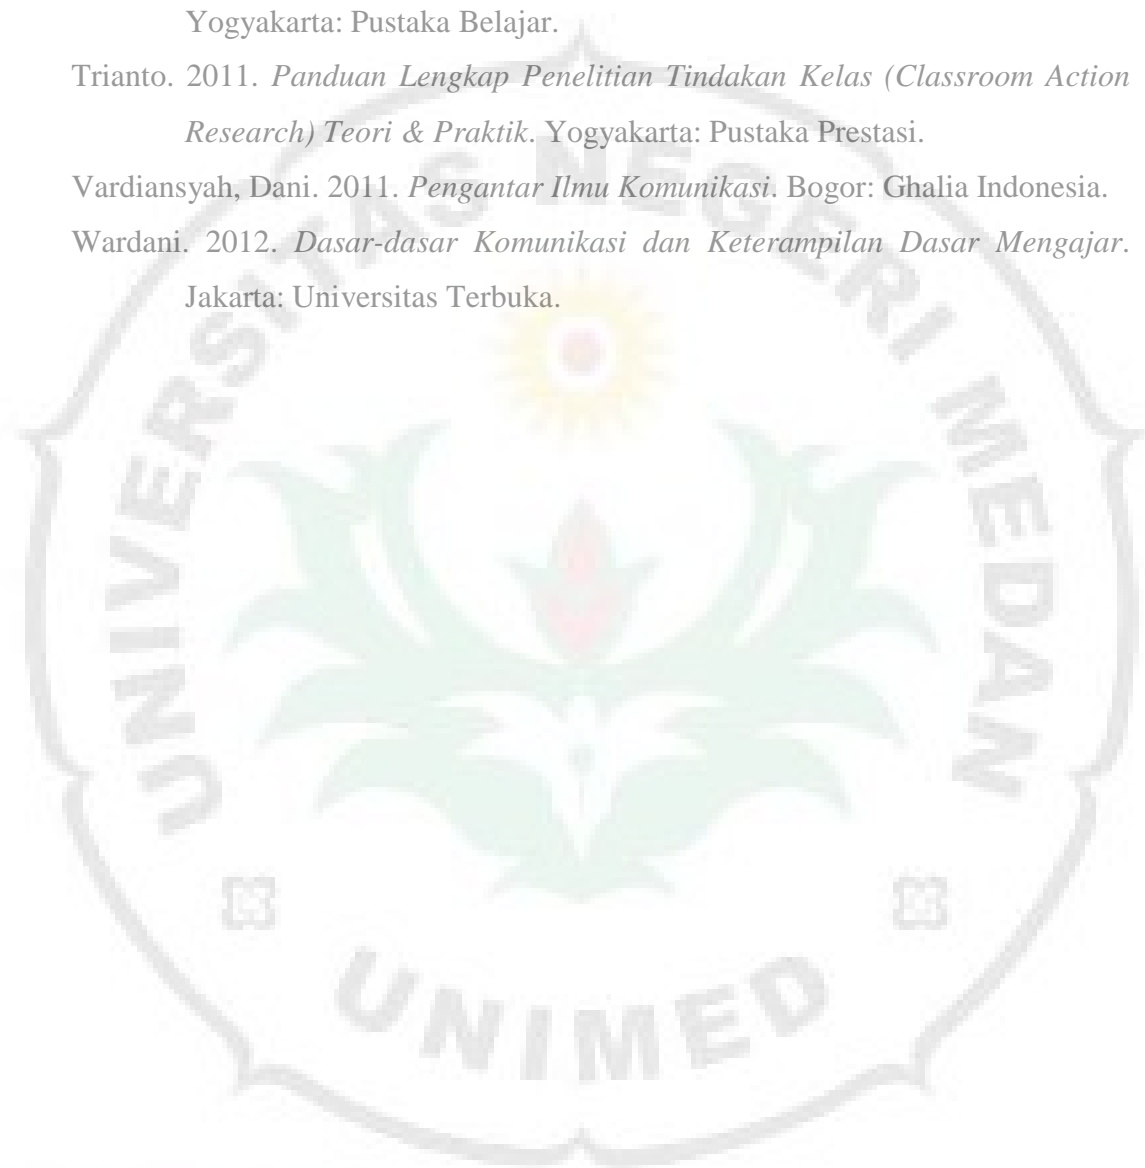 Yogyakarta: Pustaka Belajar.
Trianto. 2011. Panduan Lengkap Penelitian Tindakan Kelas (Classroom Action
Research) Teori & Praktik. Yogyakarta: Pustaka Prestasi.
Vardiansyah, Dani. 2011. Pengantar Ilmu Komunikasi. Bogor: Ghalia Indonesia.
Wardani. 2012. Dasar-dasar Komunikasi dan Keterampilan Dasar Mengajar.
Jakarta: Universitas Terbuka.
UNIVERSITAS NEGERI MEDAN
UNIMED